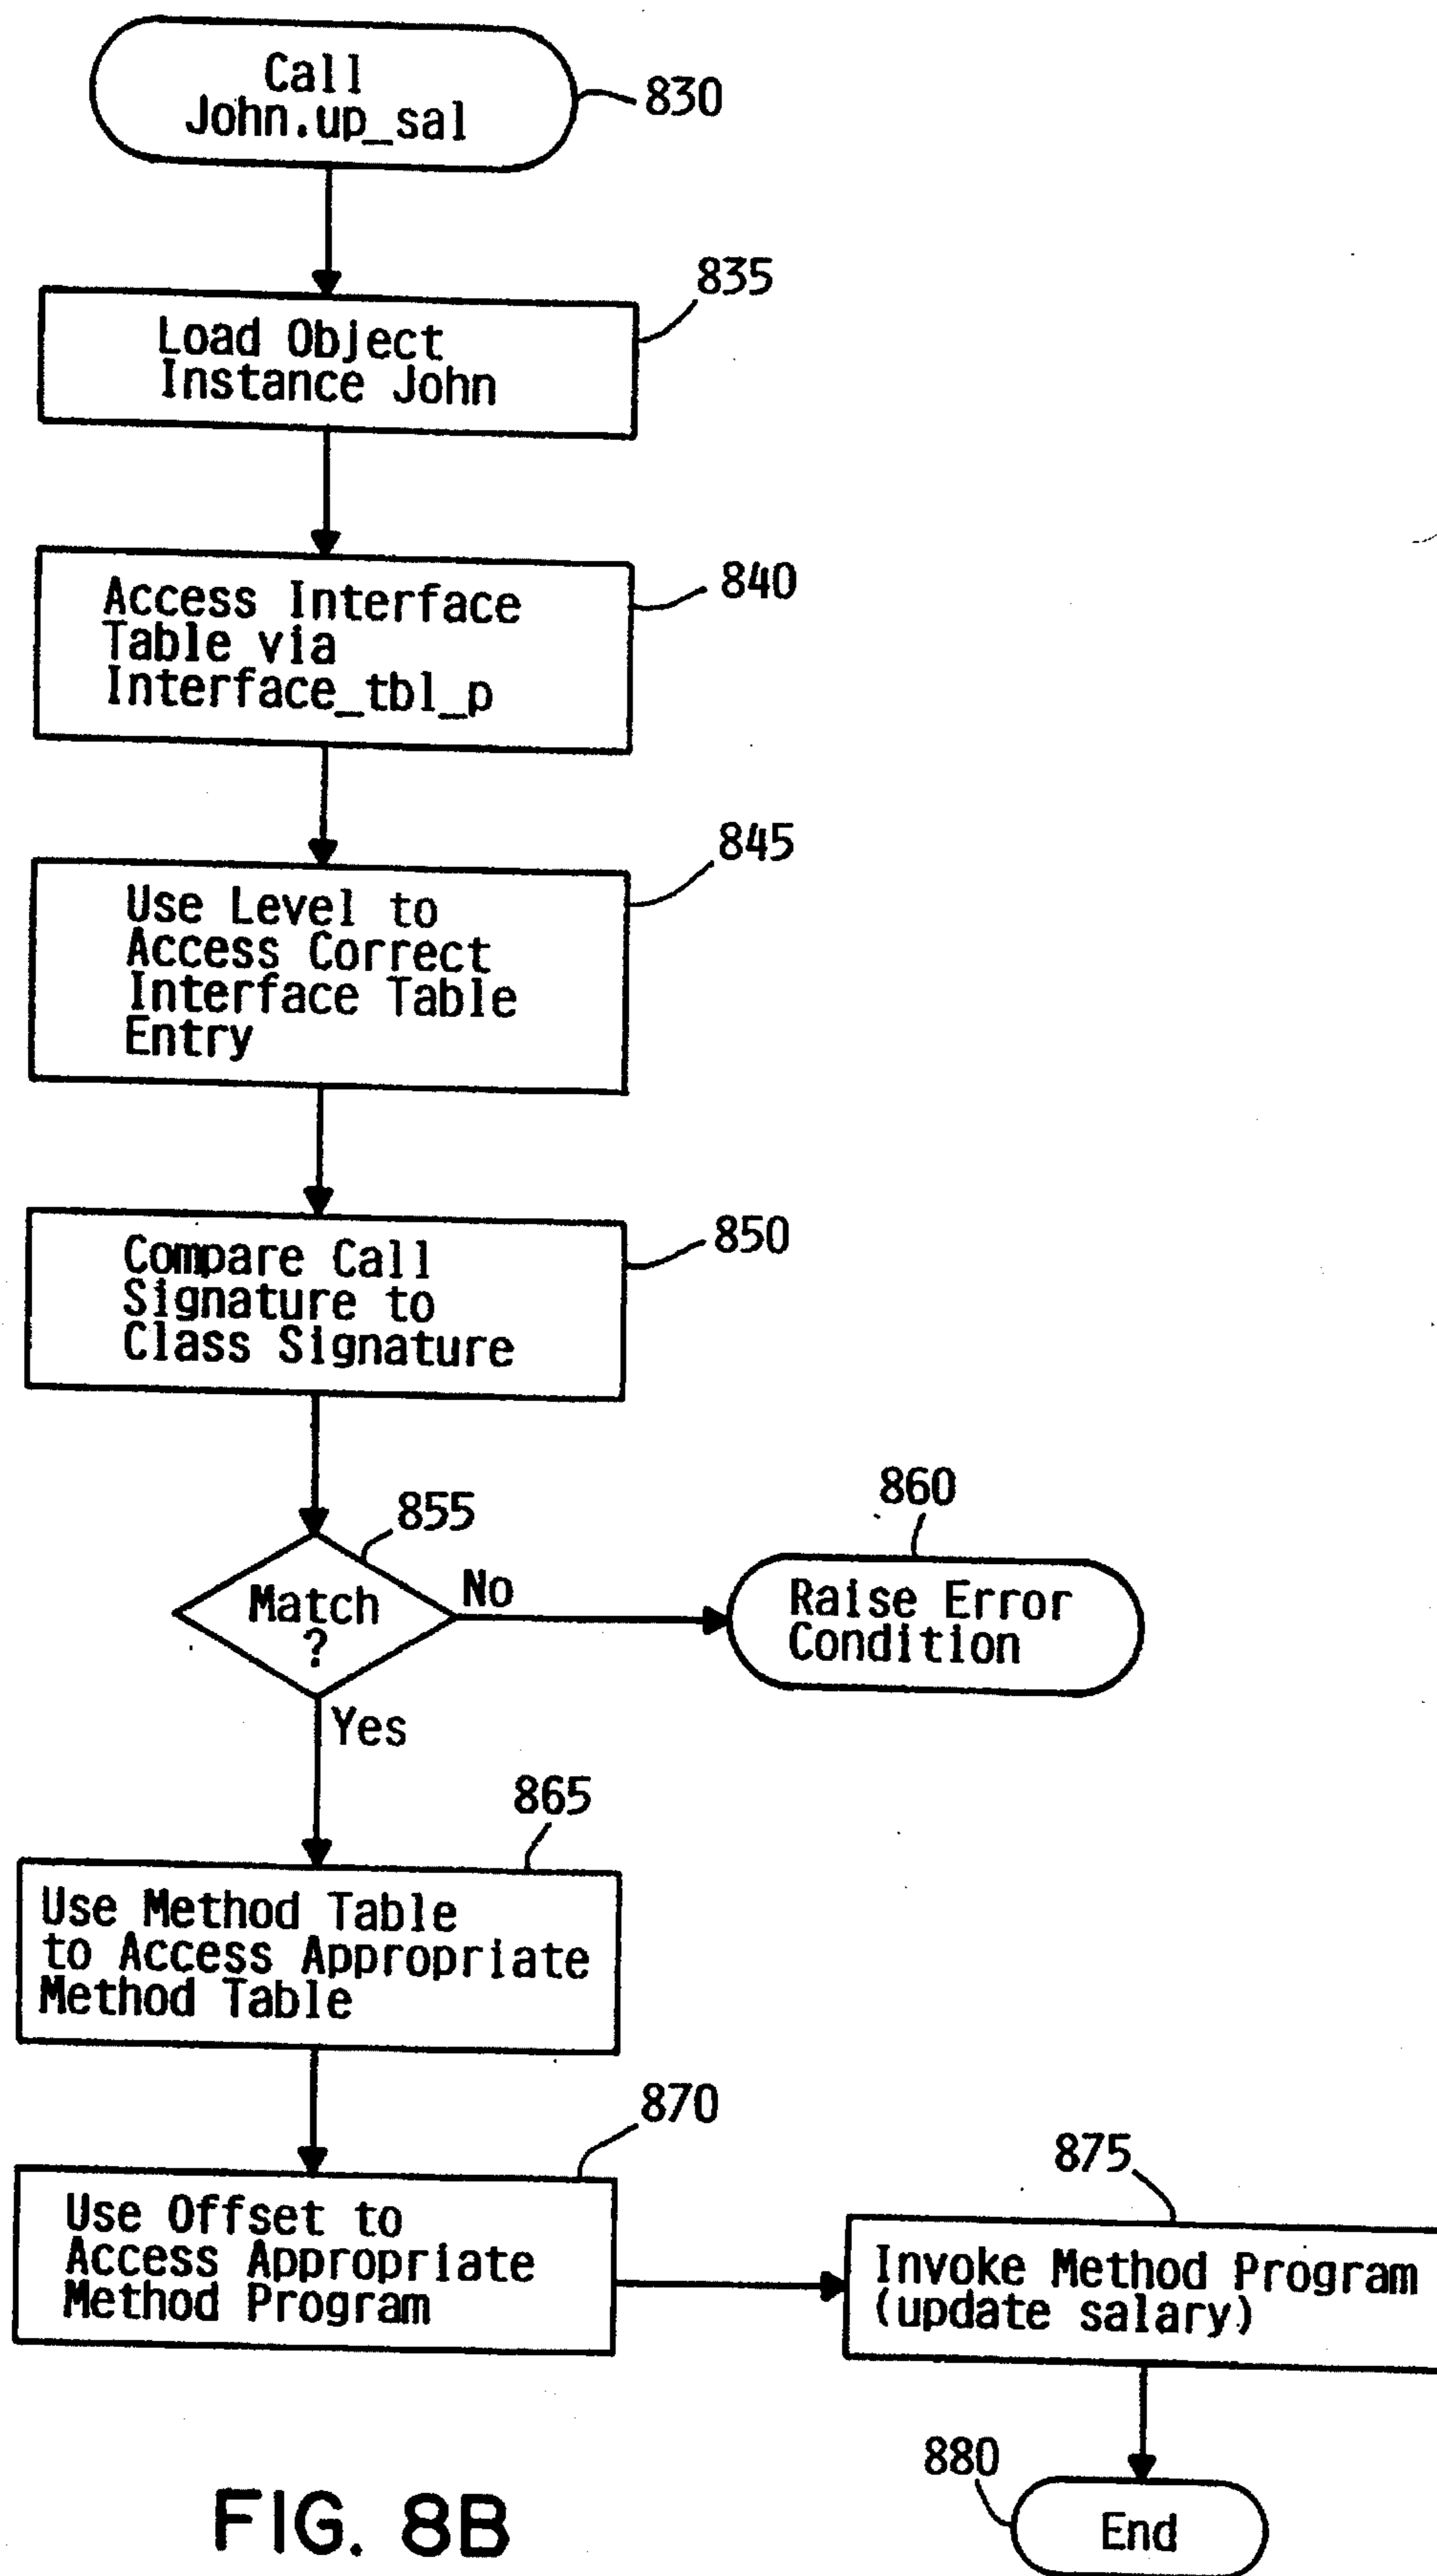 Call
John.up_sal
830
835
Load Object
Instance John
840
Access Interface
Table via
Interface_tbl_p
845
Use Level to
Access Correct
Interface Table
Entry
850
Compare Call
Signature to
Class Signature
855
Match
?
No
860
Raise Error
Condition
Yes
865
Use Method Table
to Access Appropriate
Method Table
870
Use Offset to
Access Appropriate
Method Program
875
Invoke Method Program
(update salary)
880
End
FIG. 8B